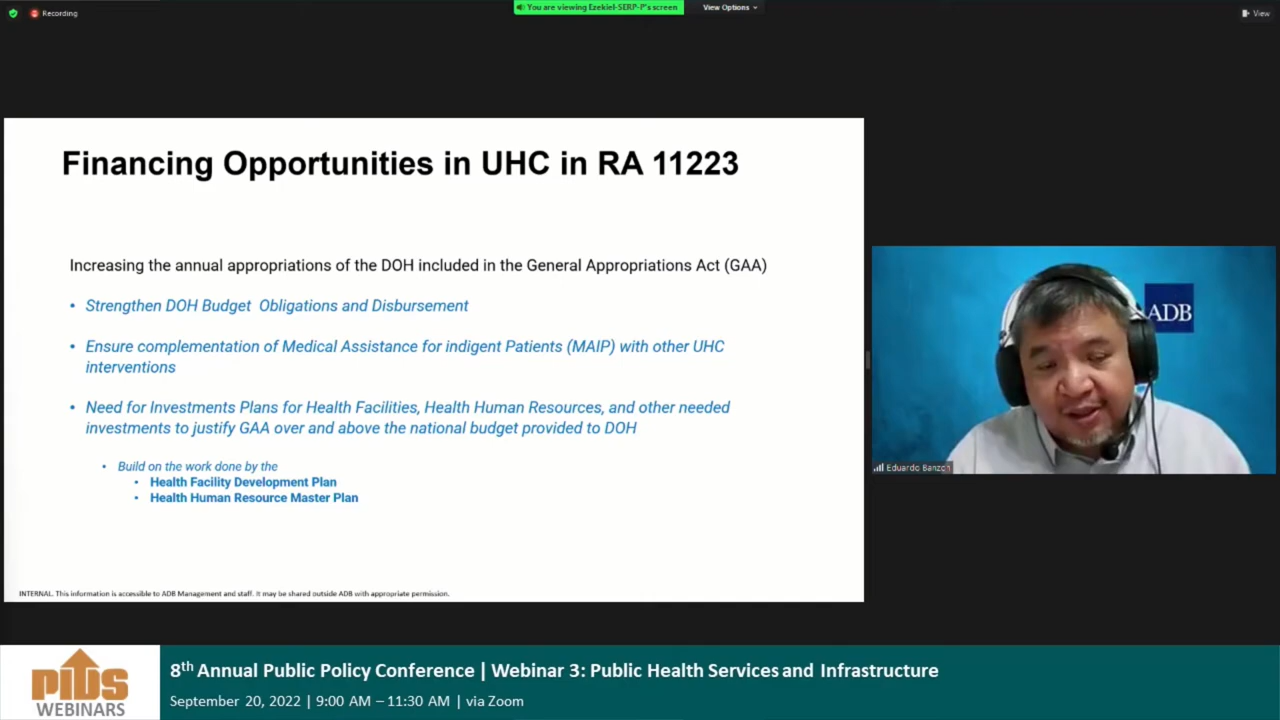 Recording
You are viewing Ezekiel-SERP-P's screen
View Options
View
Financing Opportunities in UHC in RA 11223
Increasing the annual appropriations of the DOH included in the General Appropriations Act (GAA)
• Strengthen DOH Budget Obligations and Disbursement
• Ensure complementation of Medical Assistance for indigent Patients (MAIP) with other UHC
interventions
• Need for Investments Plans for Health Facilities, Health Human Resources, and other needed
investments to justify GAA over and above the national budget provided to DOH
• Build on the work done by the
• Health Facility Development Plan
• Health Human Resource Master Plan
INTERNAL. This information is accessible to ADB Management and staff. It may be shared outside ADB with appropriate permission.
ADB
Eduardo Banzon
PIDS
WEBINARS
8th Annual Public Policy Conference | Webinar 3: Public Health Services and Infrastructure
September 20, 2022 | 9:00 AM – 11:30 AM | via Zoom